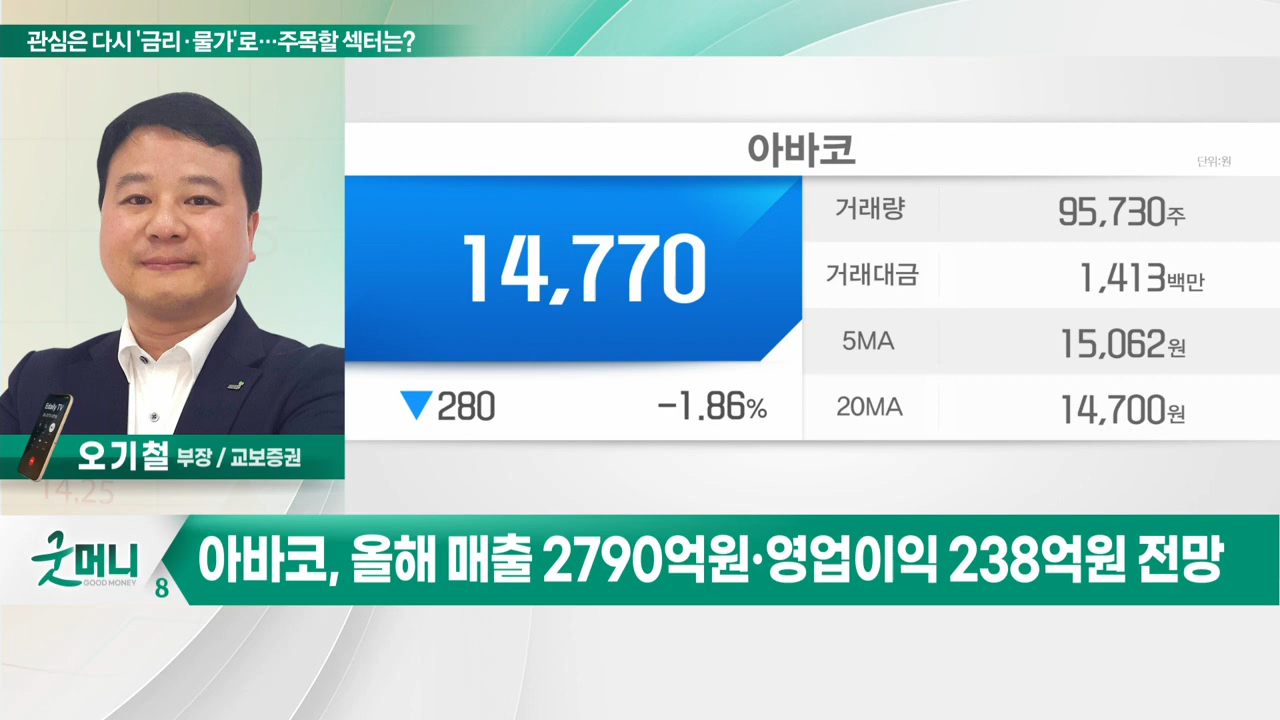 관심은 다시 '금리·물가'로…주목할 섹터는?
아바코
단위:원
14,770
▼280 -1.86%
거래량 95,730주
거래대금 1,413백만
5MA 15,062원
20MA 14,700원
Edaily TV
오기철 부장 / 교보증권
14.25
굿머니
GOOD MONEY
8
아바코, 올해 매출 2790억원·영업이익 238억원 전망